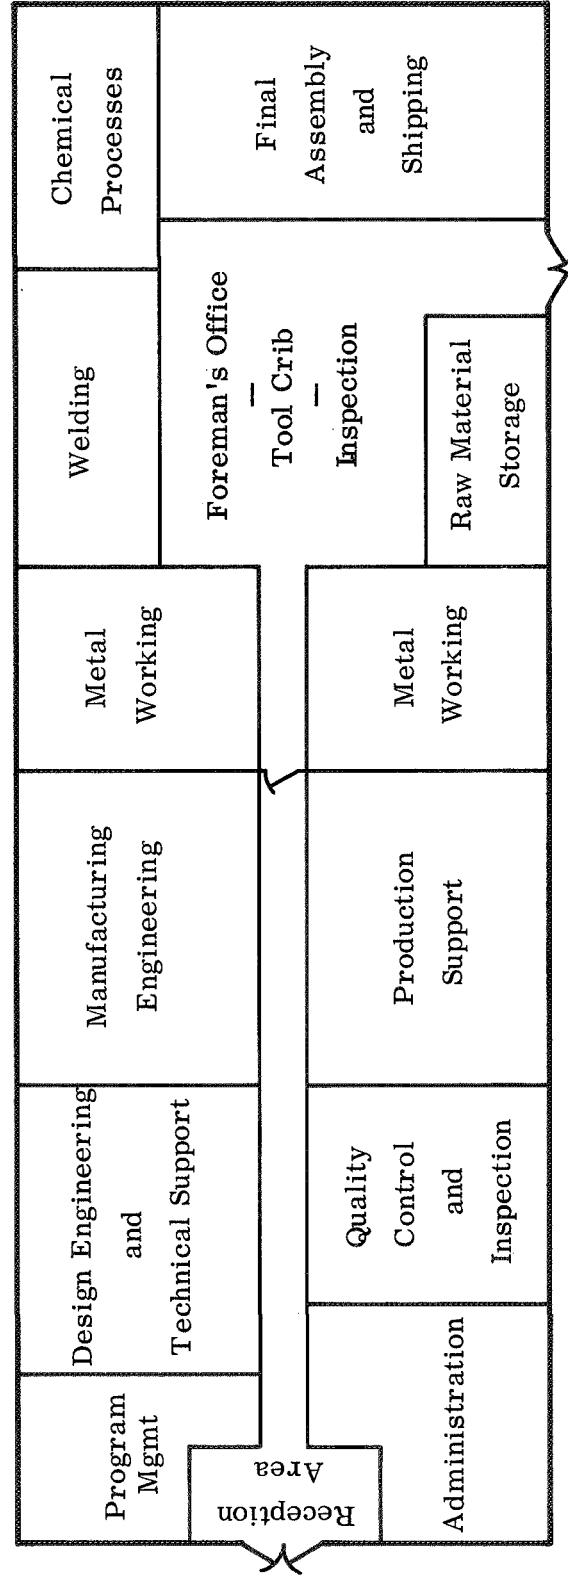 Program
Mgmt
Design Engineering
and
Technical Support
Manufacturing
Engineering
Metal
Working
Welding
Chemical
Processes
Reception
Area
Foreman's Office
—
Tool Crib
—
Inspection
Final
Assembly
and
Shipping
Administration
Quality
Control
and
Inspection
Production
Support
Metal
Working
Raw Material
Storage